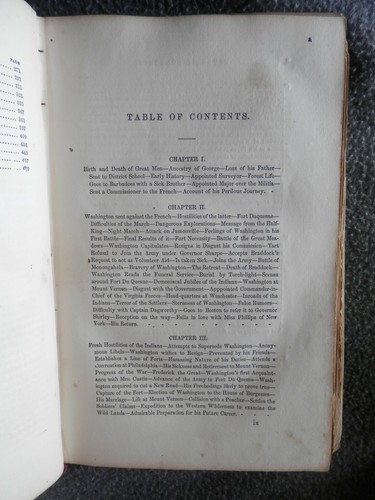 PAGE
TABLE OF CONTENTS.
CHAPTER I.
Birth and Death of Great Men—Ancestry of George—Loss of his Father—
Sent to District School—Early History—Appointed Surveyor—Forest Life—
Goes to Barbadoes with a Sick Brother—Appointed Major over the Militia—
Sent a Commissioner to the French—Account of his Perilous Journey,
CHAPTER II.
Washington sent against the French—Hostilities of the latter—Fort Duquesne—
Difficulties of the March—Dangerous Explorations—Message from the Half-
King—Night March—Attack on Jumonville—Feelings of Washington in his
First Battle—Final Results of it—Fort Necessity—Battle of the Great Mea-
dows—Washington Capitulates—Resigns in Disgust his Commission—Tart
Refusal to Join the Army under Governor Sharpe—Accepts Braddock's
Request to act as Volunteer Aid—Is taken Sick—Joins the Army—Battle of
Monongahela—Bravery of Washington—The Retreat—Death of Braddock—
Washington Reads the Funeral Service—Burial by Torch-light—Scenes
around Fort Du Quesne—Demoniacal Jubilee of the Indians—Washington at
Mount Vernon—Disgust with the Government—Appointed Commander-in-
Chief of the Virginia Forces—Head-quarters at Winchester—Inroads of the
Indians—Terror of the Settlers—Sternness of Washington—False Rumors—
Difficulty with Captain Dagworthy—Goes to Boston to refer it to Governor
Shirley—Reception on the way—Falls in love with Miss Phillips of New
York—His Return.
CHAPTER III.
Fresh Hostilities of the Indians—Attempts to Supersede Washington—Anony-
mous Libels—Washington wishes to Resign—Prevented by his Friends—
Establishes a Line of Forts—Harassing Nature of his Duties—Attends a
Convention at Philadelphia—His Sickness and Retirement to Mount Vernon—
Progress of the War—Frederick the Great—Washington's first Acquaint-
ance with Mrs. Custis—Advance of the Army to Fort Du Quesne—Washing-
ton required to cut a New Road—His Forebodings likely to prove true—
Capture of the Fort—Election of Washington to the House of Burgesses—
His Marriage—Life at Mount Vernon—Collision with a Poacher—Settles the
Soldiers' Claims—Expedition to the Western Wilderness to examine the
Wild Lands—Admirable Preparation for his Future Career.
ix